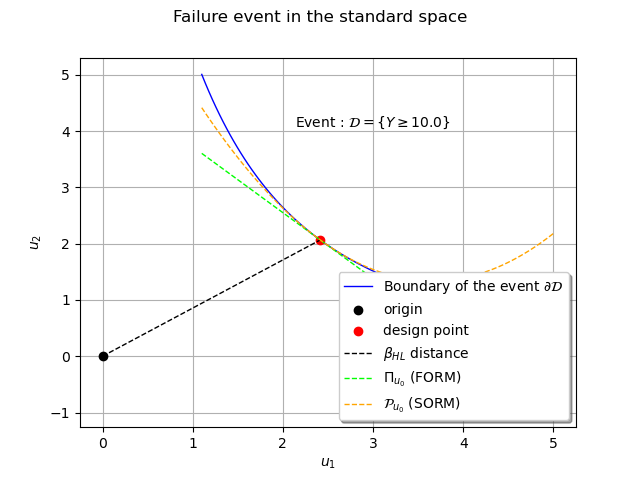 Failure event in the standard space
Event : 𝒟 = {Y ≥ 10.0}
5
4
3
2
1
0
−1
u₂
0
1
2
3
4
5
u₁
Boundary of the event ∂𝒟
origin
design point
β_HL distance
Π_u₀ (FORM)
𝒫_u₀ (SORM)